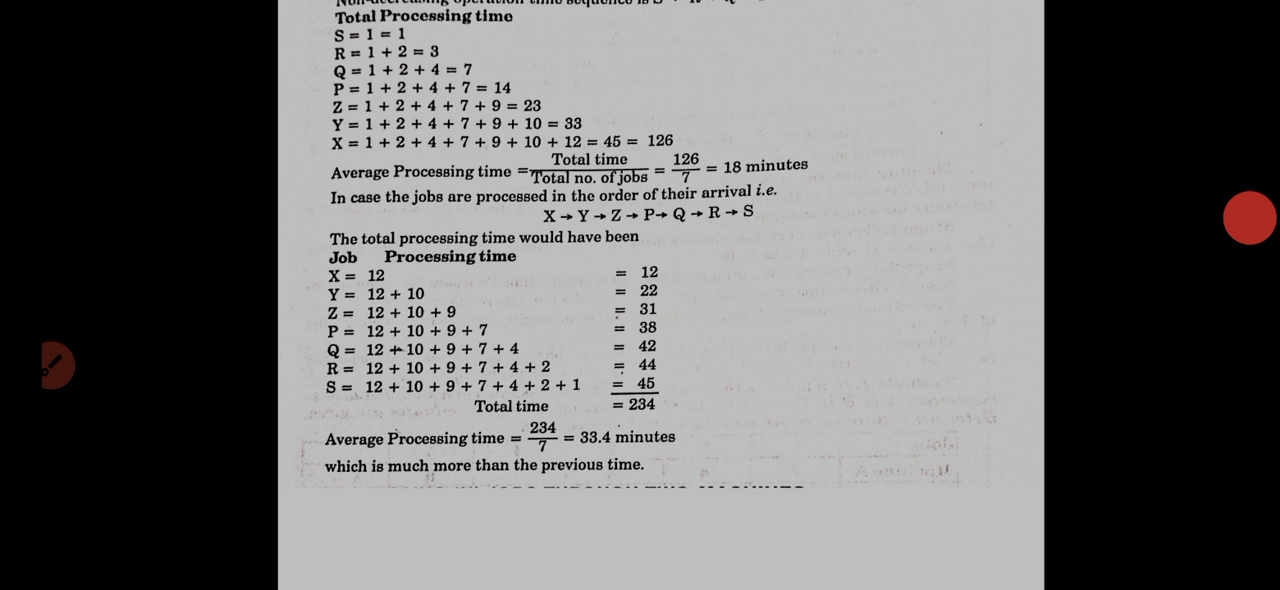 Total Processing time
S = 1 = 1
R = 1 + 2 = 3
Q = 1 + 2 + 4 = 7
P = 1 + 2 + 4 + 7 = 14
Z = 1 + 2 + 4 + 7 + 9 = 23
Y = 1 + 2 + 4 + 7 + 9 + 10 = 33
X = 1 + 2 + 4 + 7 + 9 + 10 + 12 = 45 = 126
Average Processing time = Total time / Total no. of jobs = 126 / 7 = 18 minutes
In case the jobs are processed in the order of their arrival i.e.
X → Y → Z → P → Q → R → S
The total processing time would have been
Job Processing time
X = 12 = 12
Y = 12 + 10 = 22
Z = 12 + 10 + 9 = 31
P = 12 + 10 + 9 + 7 = 38
Q = 12 + 10 + 9 + 7 + 4 = 42
R = 12 + 10 + 9 + 7 + 4 + 2 = 44
S = 12 + 10 + 9 + 7 + 4 + 2 + 1 = 45
Total time = 234
Average Processing time = 234 / 7 = 33.4 minutes
which is much more than the previous time.